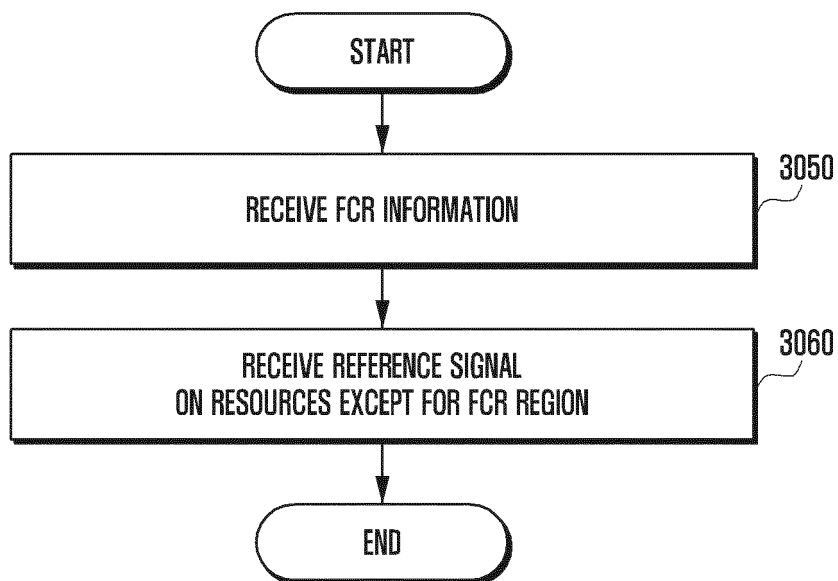 START
RECEIVE FCR INFORMATION
3050
RECEIVE REFERENCE SIGNAL
ON RESOURCES EXCEPT FOR FCR REGION
3060
END